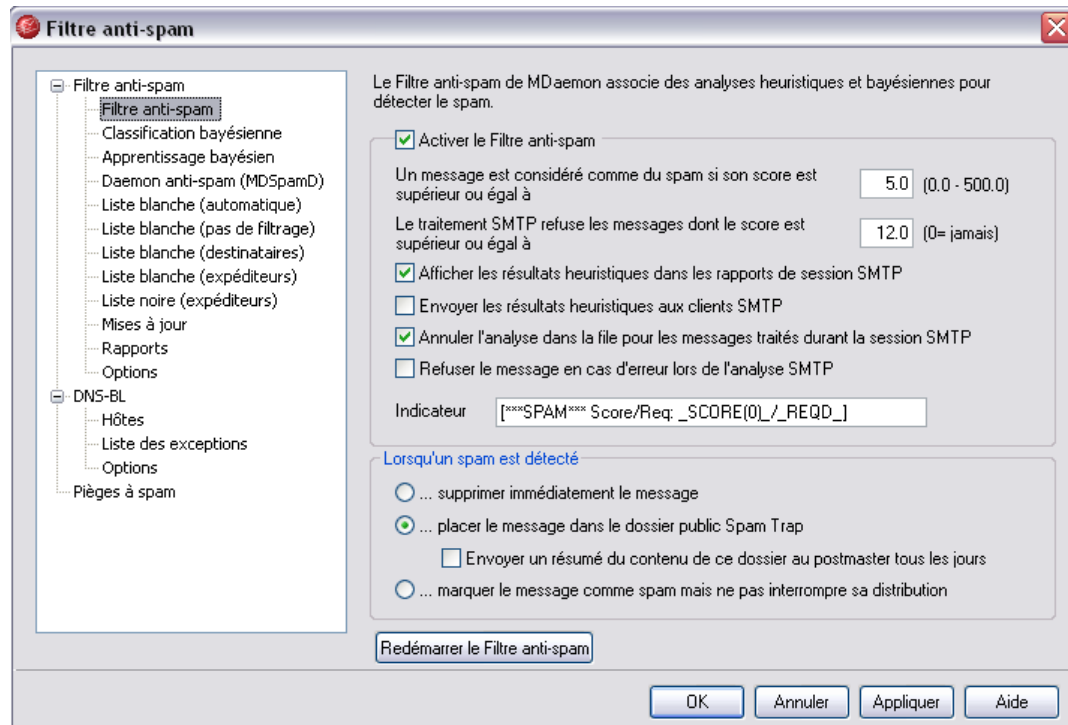 Filtre anti-spam
Filtre anti-spam
Filtre anti-spam
Classification bayésienne
Apprentissage bayésien
Daemon anti-spam (MDSpamD)
Liste blanche (automatique)
Liste blanche (pas de filtrage)
Liste blanche (destinataires)
Liste blanche (expéditeurs)
Liste noire (expéditeurs)
Mises à jour
Rapports
Options
DNS-BL
Hôtes
Liste des exceptions
Options
Pièges à spam
Le Filtre anti-spam de MDaemon associe des analyses heuristiques et bayésiennes pour
détecter le spam.
Activer le Filtre anti-spam
Un message est considéré comme du spam si son score est
supérieur ou égal à
5.0 (0.0 - 500.0)
Le traitement SMTP refuse les messages dont le score est
supérieur ou égal à
12.0 (0= jamais)
Afficher les résultats heuristiques dans les rapports de session SMTP
Envoyer les résultats heuristiques aux clients SMTP
Annuler l'analyse dans la file pour les messages traités durant la session SMTP
Refuser le message en cas d'erreur lors de l'analyse SMTP
Indicateur [***SPAM*** Score/Req: _SCORE(0)_/_REQD_]
Lorsqu'un spam est détecté
... supprimer immédiatement le message
... placer le message dans le dossier public Spam Trap
Envoyer un résumé du contenu de ce dossier au postmaster tous les jours
... marquer le message comme spam mais ne pas interrompre sa distribution
Redémarrer le Filtre anti-spam
OK Annuler Appliquer Aide